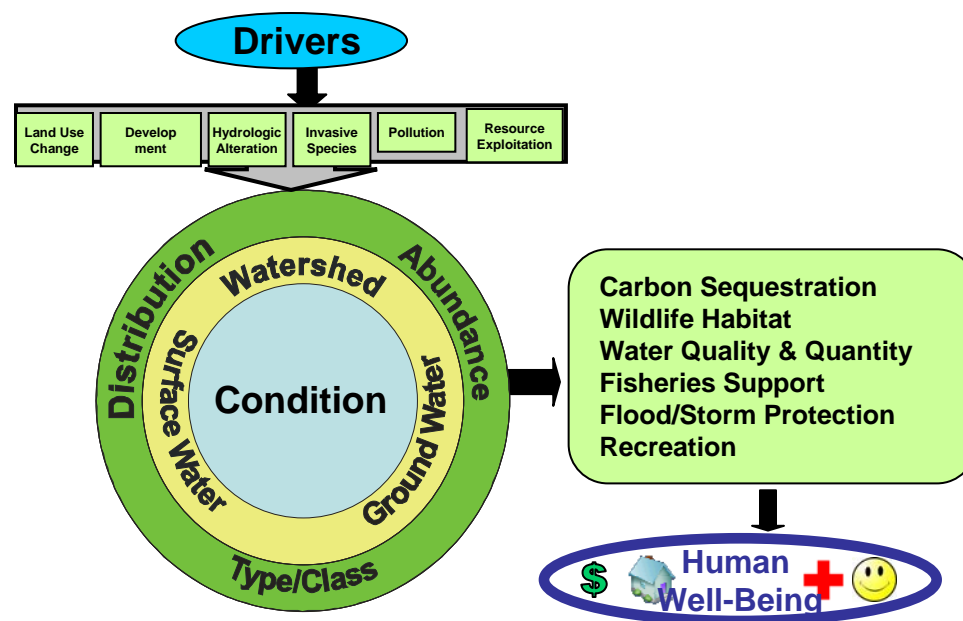 Drivers
Land Use
Change
Develop
ment
Hydrologic
Alteration
Invasive
Species
Pollution
Resource
Exploitation
Distribution
Abundance
Type/Class
Watershed
Surface Water
Ground Water
Condition
Carbon Sequestration
Wildlife Habitat
Water Quality & Quantity
Fisheries Support
Flood/Storm Protection
Recreation
$
Human
Well-Being